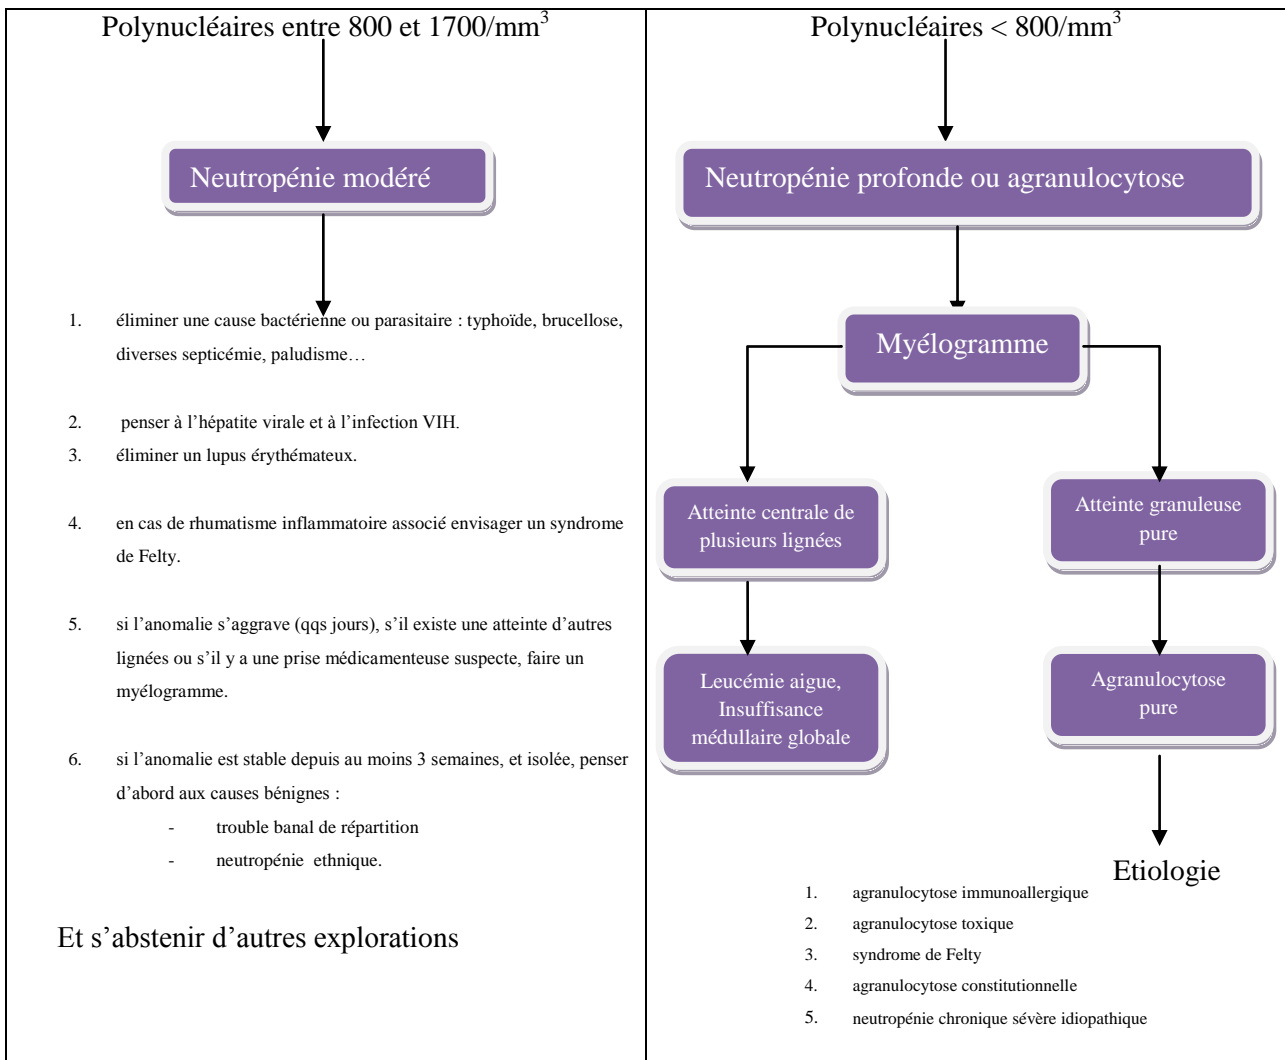 Polynucléaires entre 800 et 1700/mm³
Neutropénie modéré
1. éliminer une cause bactérienne ou parasitaire : typhoïde, brucellose,
diverses septicémie, paludisme…
2. penser à l’hépatite virale et à l’infection VIH.
3. éliminer un lupus érythémateux.
4. en cas de rhumatisme inflammatoire associé envisager un syndrome
de Felty.
5. si l’anomalie s’aggrave (qqs jours), s’il existe une atteinte d’autres
lignées ou s’il y a une prise médicamenteuse suspecte, faire un
myélogramme.
6. si l’anomalie est stable depuis au moins 3 semaines, et isolée, penser
d’abord aux causes bénignes :
- trouble banal de répartition
- neutropénie ethnique.
Et s’abstenir d’autres explorations
Polynucléaires < 800/mm³
Neutropénie profonde ou agranulocytose
Myélogramme
Atteinte centrale de
plusieurs lignées
Leucémie aigue,
Insuffisance
médullaire globale
Atteinte granuleuse
pure
Agranulocytose
pure
Etiologie
1. agranulocytose immunoallergique
2. agranulocytose toxique
3. syndrome de Felty
4. agranulocytose constitutionnelle
5. neutropénie chronique sévère idiopathique